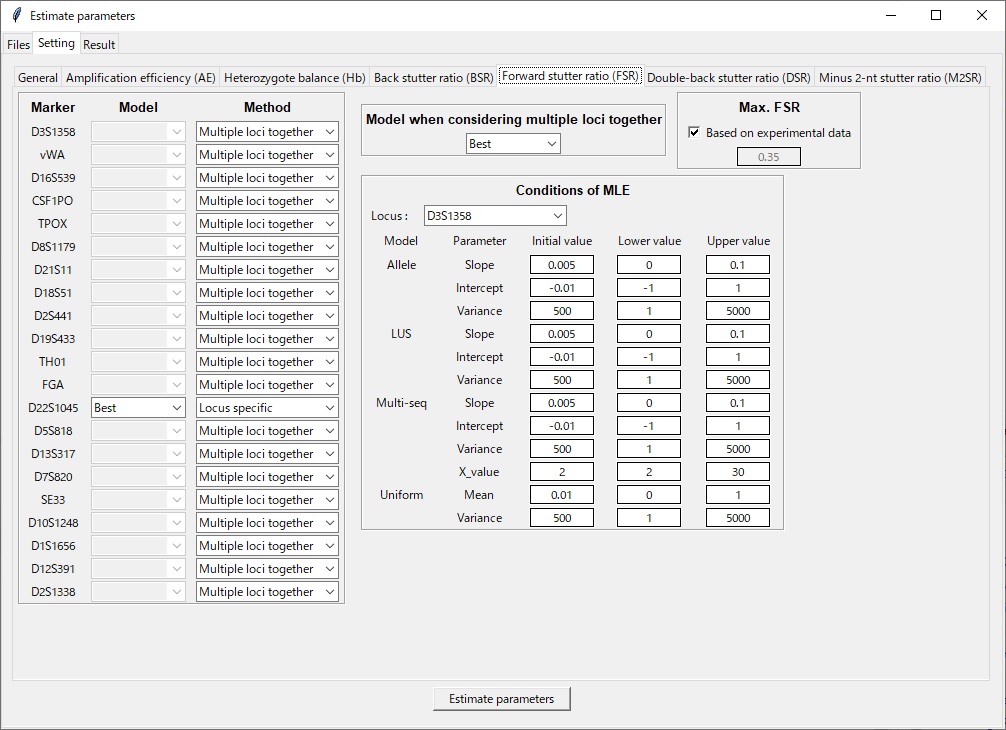 Estimate parameters
Files Setting Result
General Amplification efficiency (AE) Heterozygote balance (Hb) Back stutter ratio (BSR) Forward stutter ratio (FSR) Double-back stutter ratio (DSR) Minus 2-nt stutter ratio (M2SR)
Marker Model Method
D3S1358 Multiple loci together
vWA Multiple loci together
D16S539 Multiple loci together
CSF1PO Multiple loci together
TPOX Multiple loci together
D8S1179 Multiple loci together
D21S11 Multiple loci together
D18S51 Multiple loci together
D2S441 Multiple loci together
D19S433 Multiple loci together
TH01 Multiple loci together
FGA Multiple loci together
D22S1045 Best Locus specific
D5S818 Multiple loci together
D13S317 Multiple loci together
D7S820 Multiple loci together
SE33 Multiple loci together
D10S1248 Multiple loci together
D1S1656 Multiple loci together
D12S391 Multiple loci together
D2S1338 Multiple loci together
Model when considering multiple loci together
Best
Max. FSR
Based on experimental data
0.35
Conditions of MLE
Locus : D3S1358
Model Parameter Initial value Lower value Upper value
Allele Slope 0.005 0 0.1
Intercept -0.01 -1 1
Variance 500 1 5000
LUS Slope 0.005 0 0.1
Intercept -0.01 -1 1
Variance 500 1 5000
Multi-seq Slope 0.005 0 0.1
Intercept -0.01 -1 1
Variance 500 1 5000
X_value 2 2 30
Uniform Mean 0.01 0 1
Variance 500 1 5000
Estimate parameters